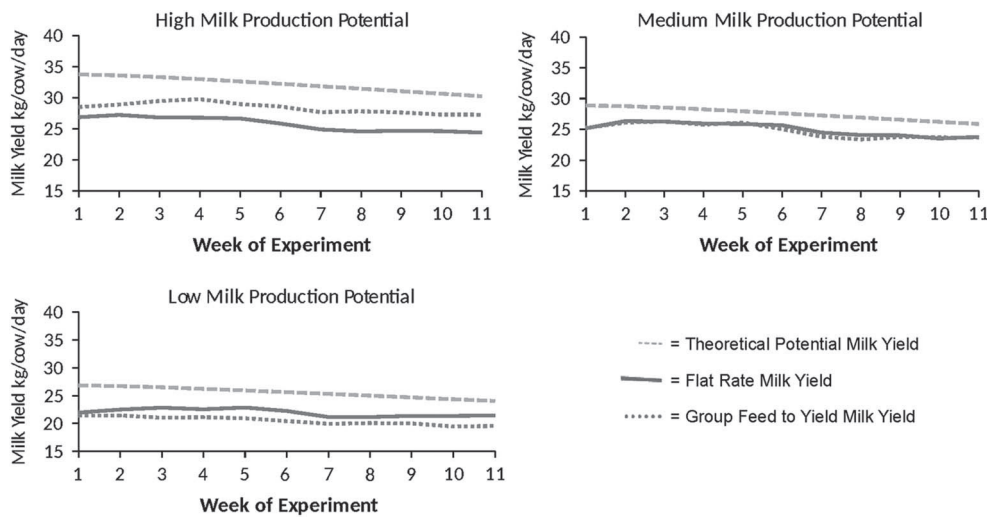 High Milk Production Potential
Milk Yield kg/cow/day
40
35
30
25
20
15
1 2 3 4 5 6 7 8 9 10 11
Week of Experiment
Medium Milk Production Potential
Milk Yield kg/cow/day
40
35
30
25
20
15
1 2 3 4 5 6 7 8 9 10 11
Week of Experiment
Low Milk Production Potential
Milk Yield kg/cow/day
40
35
30
25
20
15
1 2 3 4 5 6 7 8 9 10 11
Week of Experiment
= Theoretical Potential Milk Yield
= Flat Rate Milk Yield
= Group Feed to Yield Milk Yield